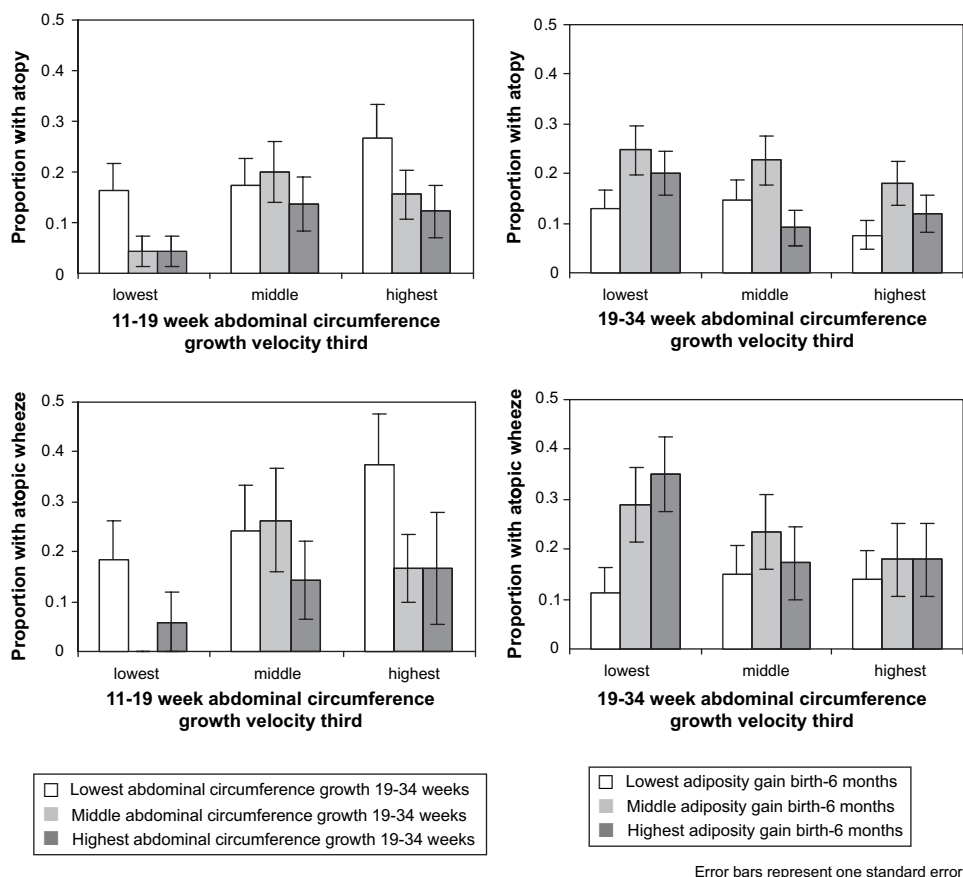 0.5
0.4
0.3
0.2
0.1
0
Proportion with atopy
lowest middle highest
11-19 week abdominal circumference
growth velocity third
0.5
0.4
0.3
0.2
0.1
0
Proportion with atopy
lowest middle highest
19-34 week abdominal circumference
growth velocity third
0.5
0.4
0.3
0.2
0.1
0
Proportion with atopic wheeze
lowest middle highest
11-19 week abdominal circumference
growth velocity third
0.5
0.4
0.3
0.2
0.1
0
Proportion with atopic wheeze
lowest middle highest
19-34 week abdominal circumference
growth velocity third
Lowest abdominal circumference growth 19-34 weeks
Middle abdominal circumference growth 19-34 weeks
Highest abdominal circumference growth 19-34 weeks
Lowest adiposity gain birth-6 months
Middle adiposity gain birth-6 months
Highest adiposity gain birth-6 months
Error bars represent one standard error